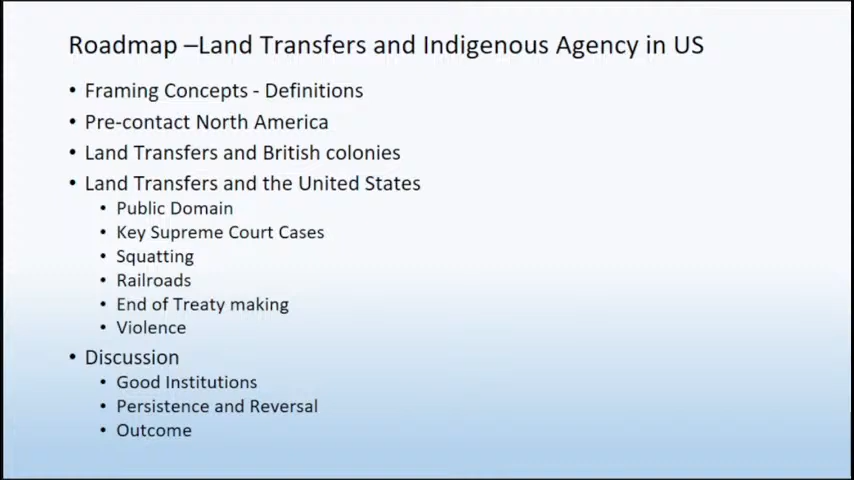 Roadmap –Land Transfers and Indigenous Agency in US
• Framing Concepts - Definitions
• Pre-contact North America
• Land Transfers and British colonies
• Land Transfers and the United States
• Public Domain
• Key Supreme Court Cases
• Squatting
• Railroads
• End of Treaty making
• Violence
• Discussion
• Good Institutions
• Persistence and Reversal
• Outcome